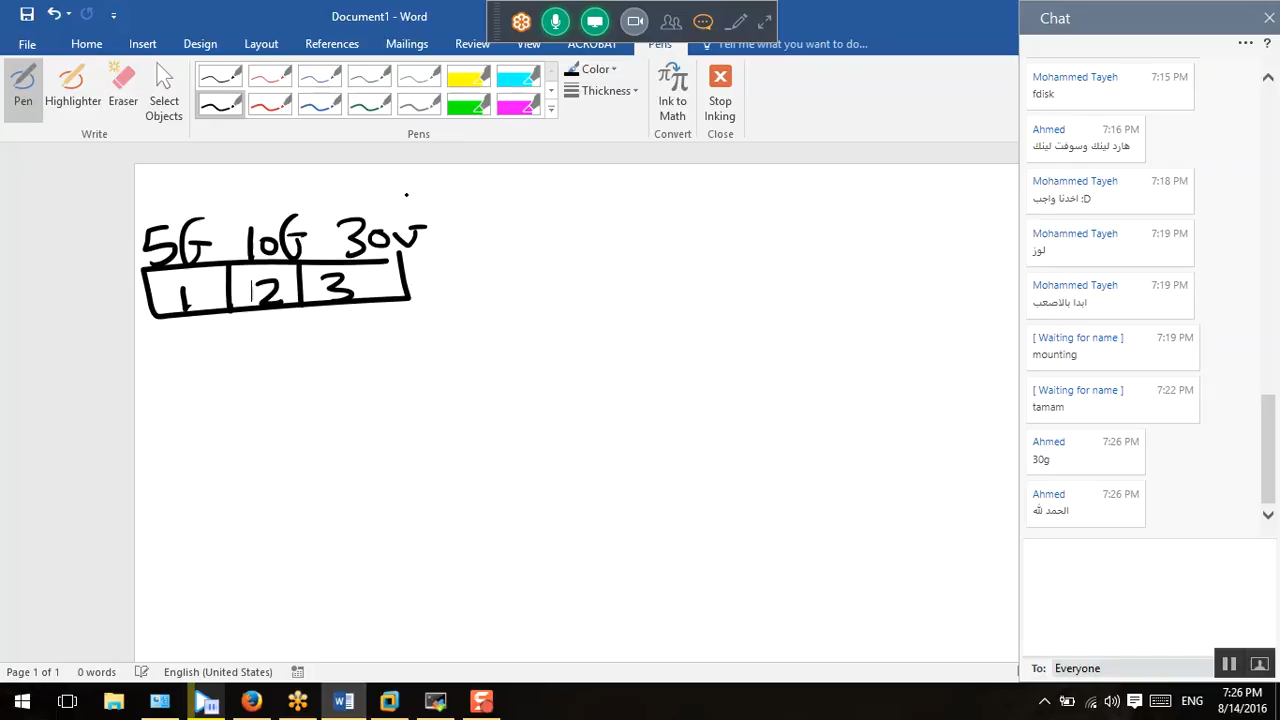 Document1 - Word
File Home Insert Design Layout References Mailings Review View ACROBAT Pens Tell me what you want to do...
Pen Highlighter Eraser Select Objects
Color
Thickness
Ink to Math
Stop Inking
Write Pens Convert Close
5G 10G 30G
1 2 3
Chat
Mohammed Tayeh 7:15 PM
fdisk
Ahmed 7:16 PM
هارد لينك وسوفت لينك
Mohammed Tayeh 7:18 PM
اخدنا واجب :D
Mohammed Tayeh 7:19 PM
لوز
Mohammed Tayeh 7:19 PM
ابدا بالاصعب
[ Waiting for name ] 7:19 PM
mounting
[ Waiting for name ] 7:22 PM
tamam
Ahmed 7:26 PM
30g
Ahmed 7:26 PM
الحمد لله
To: Everyone
Page 1 of 1 0 words English (United States)
ENG
7:26 PM
8/14/2016